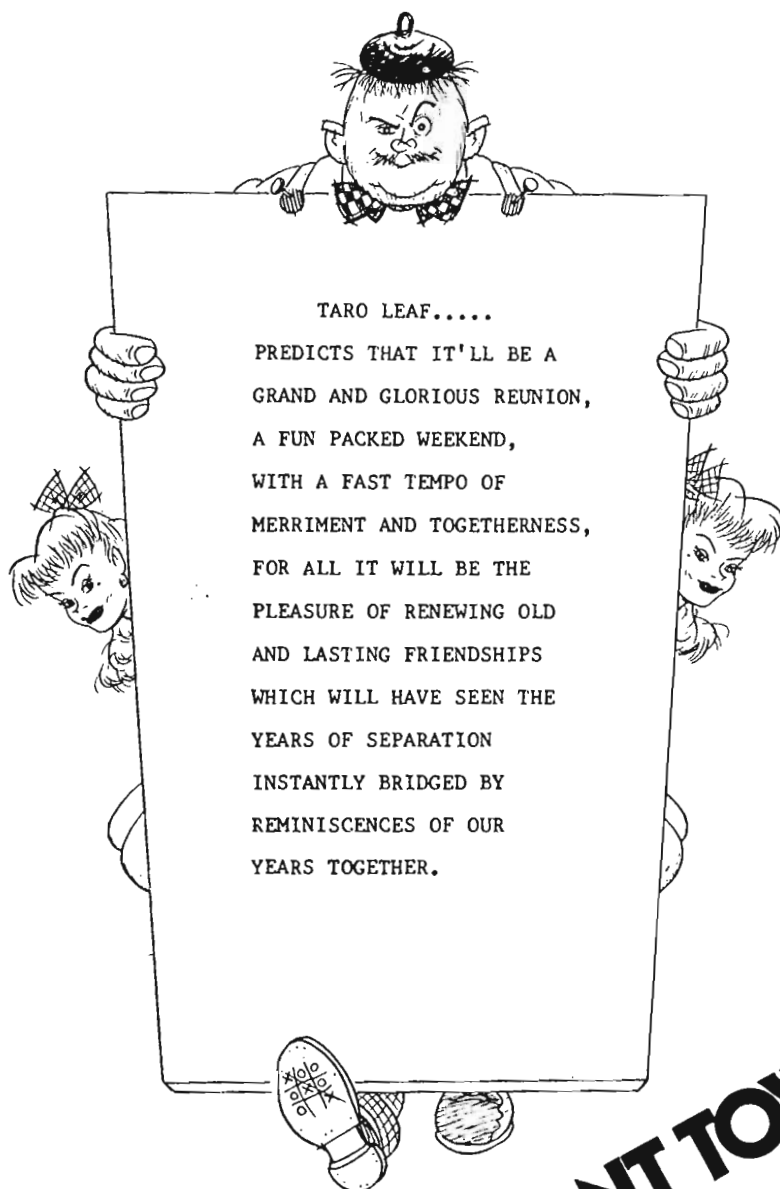 TARO LEAF.....
PREDICTS THAT IT'LL BE A
GRAND AND GLORIOUS REUNION,
A FUN PACKED WEEKEND,
WITH A FAST TEMPO OF
MERRIMENT AND TOGETHERNESS,
FOR ALL IT WILL BE THE
PLEASURE OF RENEWING OLD
AND LASTING FRIENDSHIPS
WHICH WILL HAVE SEEN THE
YEARS OF SEPARATION
INSTANTLY BRIDGED BY
REMINISCENCES OF OUR
YEARS TOGETHER.